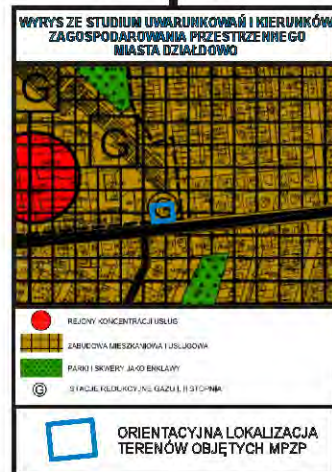 WYRYS ZE STUDIUM UWARUNKOWAŃ I KIERUNKÓW
ZAGOSPODAROWANIA PRZESTRZENNEGO
MIASTA DZIAŁDOWO
G
G
G
REJONY KONCENTRACJI USŁUG
ZABUDOWA MIESZKANIOWA I USŁUGOWA
PARKI I SKWERY JAKO ENKLAWY
G STACJE REDUKCYJNE GAZU I, II STOPNIA
ORIENTACYJNA LOKALIZACJA
TERENÓW OBJĘTYCH MPZP